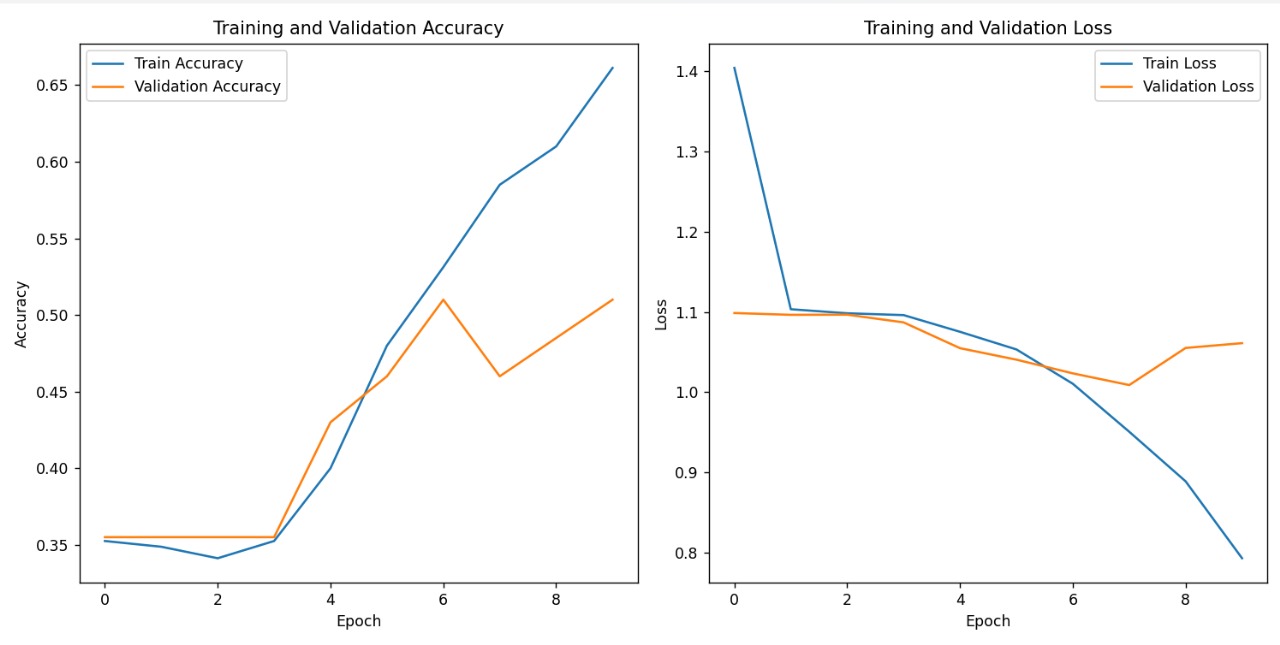 Training and Validation Accuracy
Train Accuracy
Validation Accuracy
0.65
0.60
0.55
0.50
0.45
0.40
0.35
Accuracy
0 2 4 6 8
Epoch
Training and Validation Loss
Train Loss
Validation Loss
1.4
1.3
1.2
1.1
1.0
0.9
0.8
Loss
0 2 4 6 8
Epoch